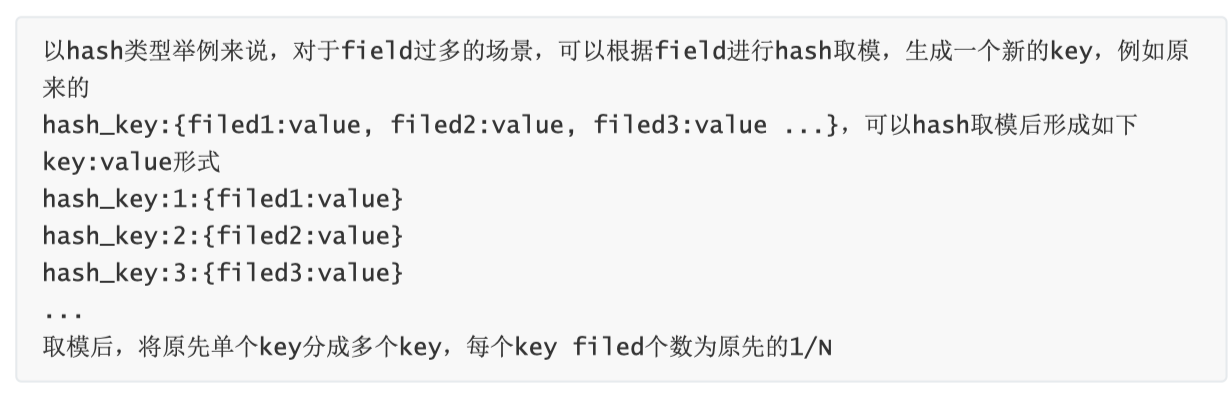 以hash类型举例来说，对于field过多的场景，可以根据field进行hash取模，生成一个新的key，例如原
来的
hash_key:{filed1:value, filed2:value, filed3:value ...}，可以hash取模后形成如下
key:value形式
hash_key:1:{filed1:value}
hash_key:2:{filed2:value}
hash_key:3:{filed3:value}
...
取模后，将原先单个key分成多个key，每个key filed个数为原先的1/N